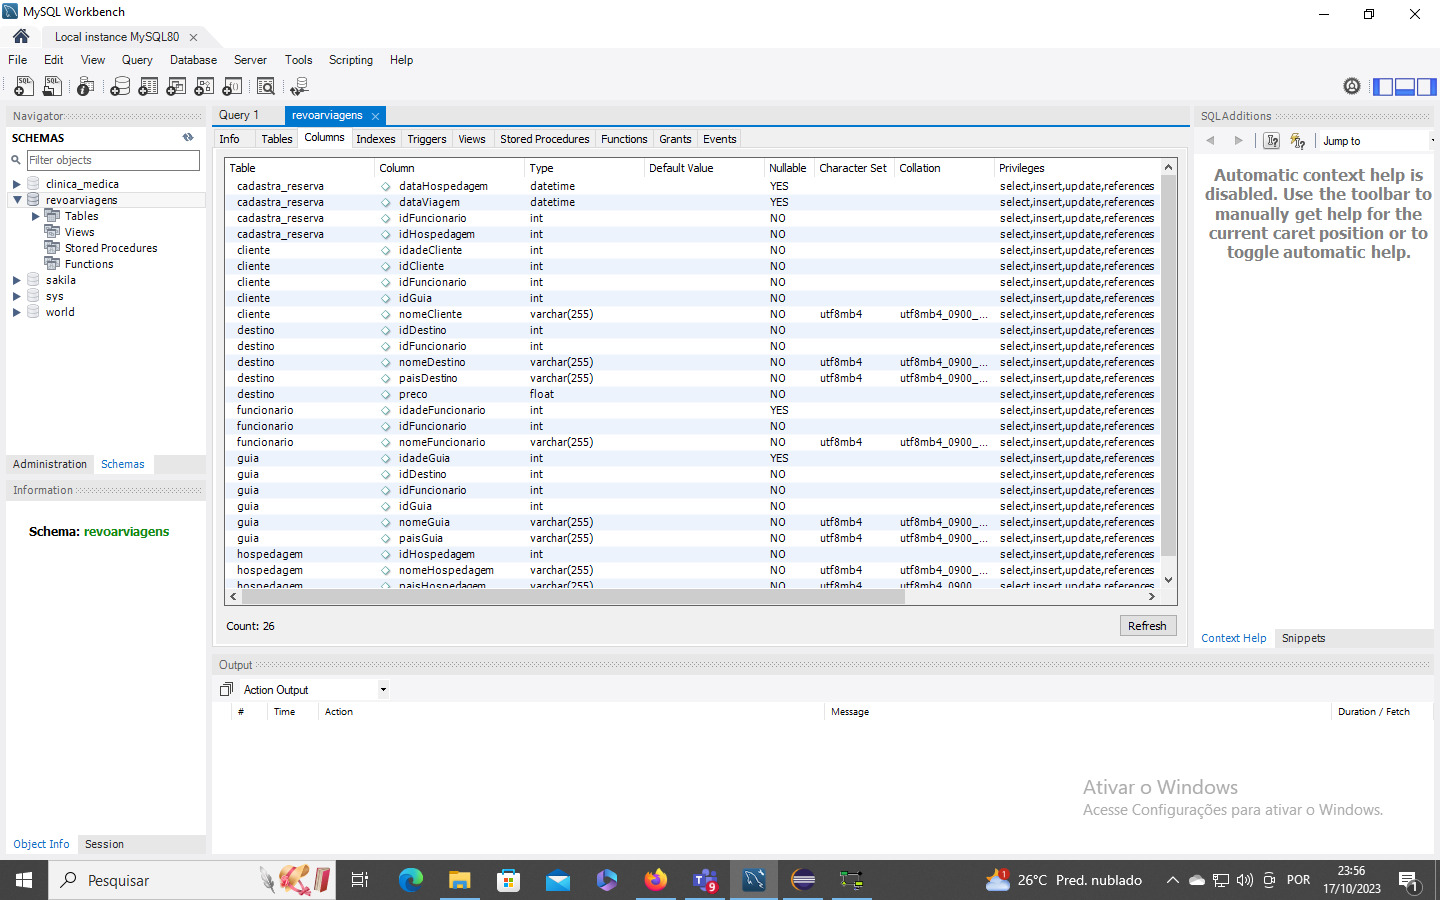 MySQL Workbench
Local instance MySQL80
File Edit View Query Database Server Tools Scripting Help
Navigator
SCHEMAS
Filter objects
clinica_medica
revoarviagens
Tables
Views
Stored Procedures
Functions
sakila
sys
world
Administration Schemas
Information
Schema: revoarviagens
Object Info Session
Query 1 revoarviagens
Info Tables Columns Indexes Triggers Views Stored Procedures Functions Grants Events
Table Column Type Default Value Nullable Character Set Collation Privileges
cadastra_reserva dataHospedagem datetime YES select,insert,update,references
cadastra_reserva dataViagem datetime YES select,insert,update,references
cadastra_reserva idFuncionario int NO select,insert,update,references
cadastra_reserva idHospedagem int NO select,insert,update,references
cliente idadeCliente int NO select,insert,update,references
cliente idCliente int NO select,insert,update,references
cliente idFuncionario int NO select,insert,update,references
cliente idGuia int NO select,insert,update,references
cliente nomeCliente varchar(255) NO utf8mb4 utf8mb4_0900_... select,insert,update,references
destino idDestino int NO select,insert,update,references
destino idFuncionario int NO select,insert,update,references
destino nomeDestino varchar(255) NO utf8mb4 utf8mb4_0900_... select,insert,update,references
destino paisDestino varchar(255) NO utf8mb4 utf8mb4_0900_... select,insert,update,references
destino preco float NO select,insert,update,references
funcionario idadeFuncionario int YES select,insert,update,references
funcionario idFuncionario int NO select,insert,update,references
funcionario nomeFuncionario varchar(255) NO utf8mb4 utf8mb4_0900_... select,insert,update,references
guia idadeGuia int YES select,insert,update,references
guia idDestino int NO select,insert,update,references
guia idFuncionario int NO select,insert,update,references
guia idGuia int NO select,insert,update,references
guia nomeGuia varchar(255) NO utf8mb4 utf8mb4_0900_... select,insert,update,references
guia paisGuia varchar(255) NO utf8mb4 utf8mb4_0900_... select,insert,update,references
hospedagem idHospedagem int NO select,insert,update,references
hospedagem nomeHospedagem varchar(255) NO utf8mb4 utf8mb4_0900_... select,insert,update,references
hospedagem paisHospedagem varchar(255) NO utf8mb4 utf8mb4_0900 select,insert,update,references
Count: 26
Refresh
SQLAdditions
Jump to
Automatic context help is
disabled. Use the toolbar to
manually get help for the
current caret position or to
toggle automatic help.
Context Help Snippets
Output
Action Output
# Time Action Message Duration / Fetch
Ativar o Windows
Acesse Configurações para ativar o Windows.
Pesquisar
9
1
26°C Pred. nublado
POR
23:56
17/10/2023
1